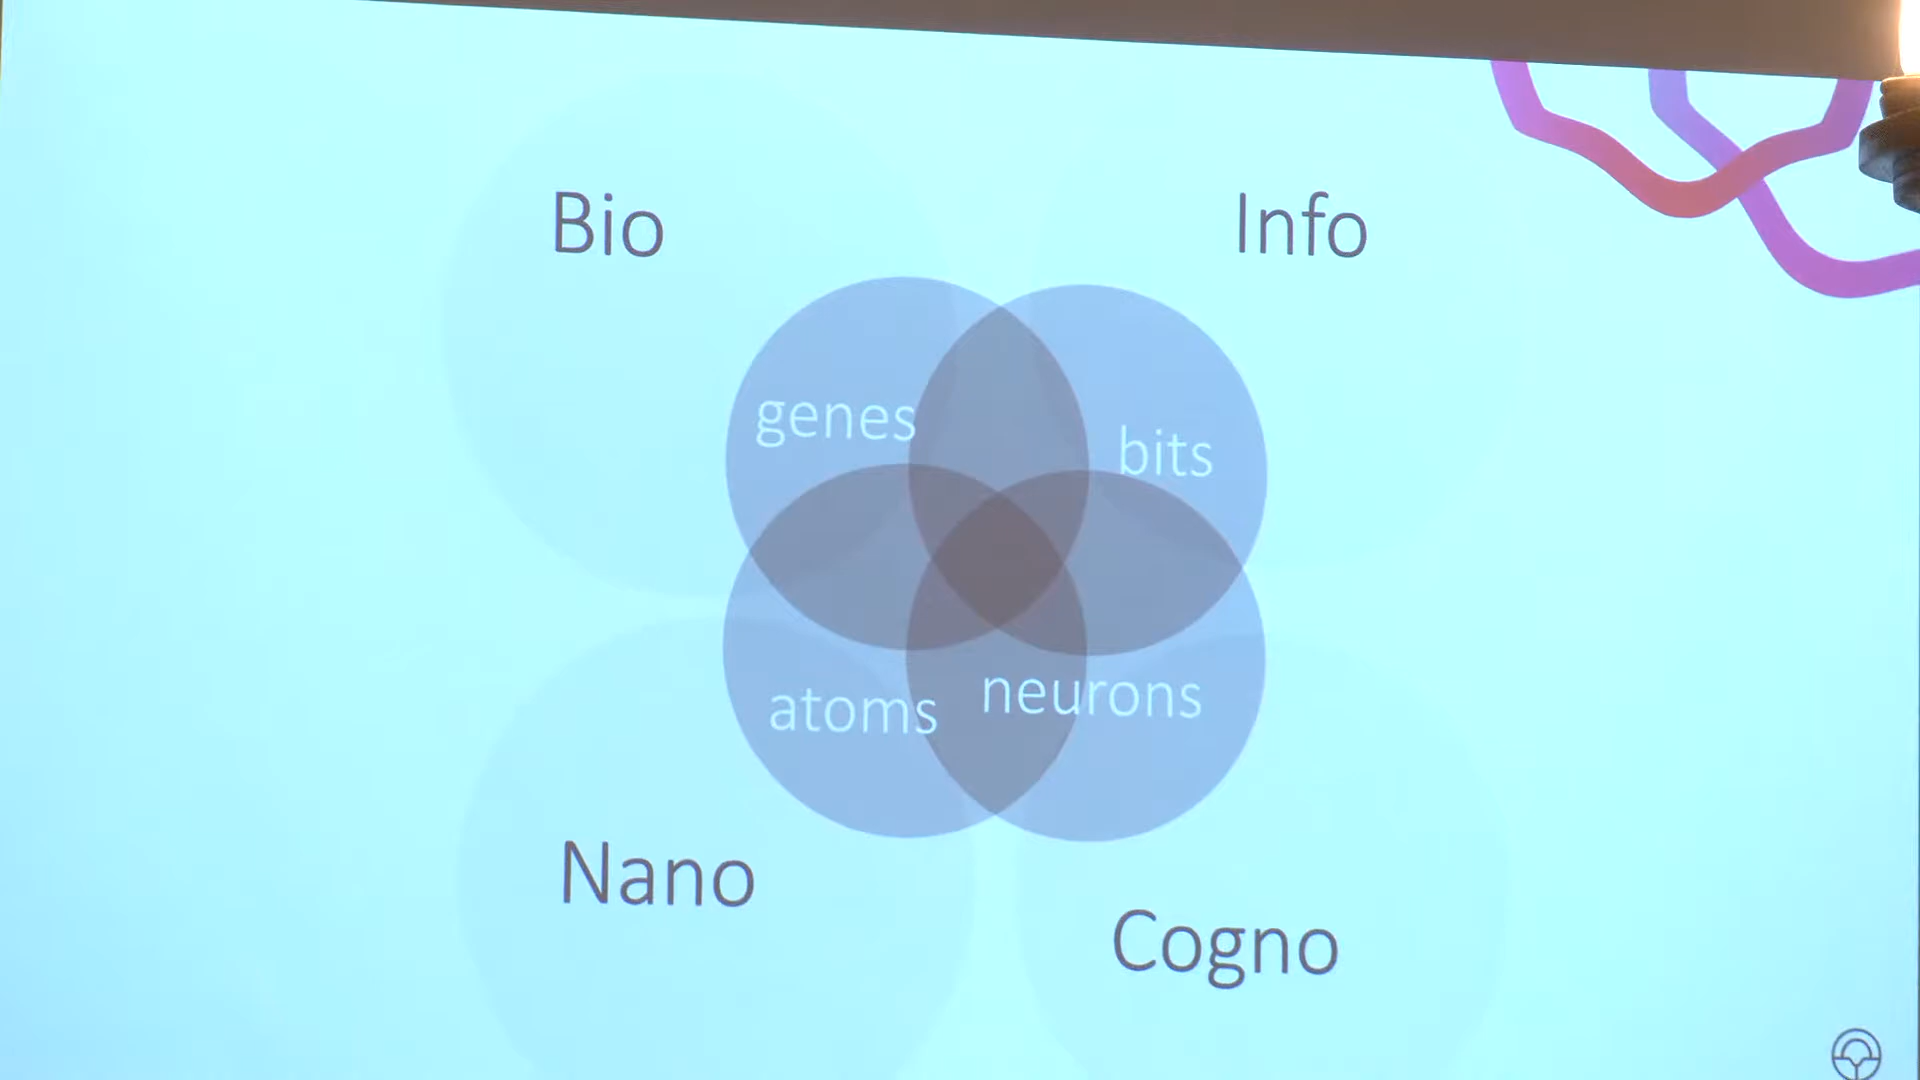 Bio
Info
genes
bits
atoms
neurons
Nano
Cogno